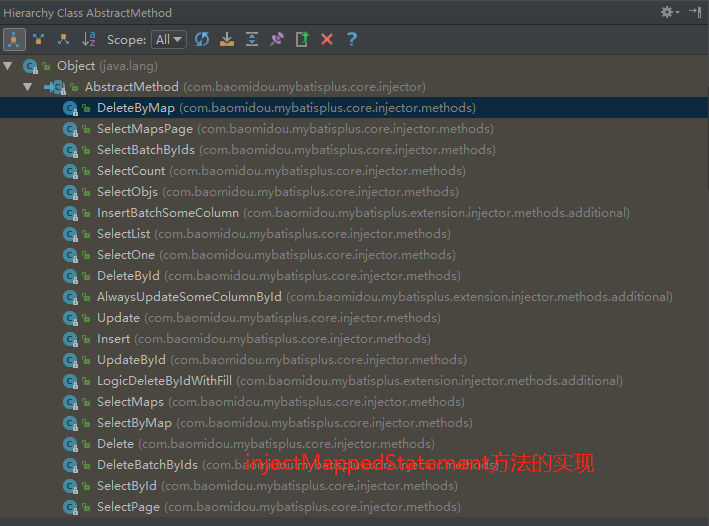 Hierarchy Class AbstractMethod
Scope: All
Object (java.lang)
AbstractMethod (com.baomidou.mybatisplus.core.injector)
DeleteByMap (com.baomidou.mybatisplus.core.injector.methods)
SelectMapsPage (com.baomidou.mybatisplus.core.injector.methods)
SelectBatchByIds (com.baomidou.mybatisplus.core.injector.methods)
SelectCount (com.baomidou.mybatisplus.core.injector.methods)
SelectObjs (com.baomidou.mybatisplus.core.injector.methods)
InsertBatchSomeColumn (com.baomidou.mybatisplus.extension.injector.methods.additional)
SelectList (com.baomidou.mybatisplus.core.injector.methods)
SelectOne (com.baomidou.mybatisplus.core.injector.methods)
DeleteById (com.baomidou.mybatisplus.core.injector.methods)
AlwaysUpdateSomeColumnById (com.baomidou.mybatisplus.extension.injector.methods.additional)
Update (com.baomidou.mybatisplus.core.injector.methods)
Insert (com.baomidou.mybatisplus.core.injector.methods)
UpdateById (com.baomidou.mybatisplus.core.injector.methods)
LogicDeleteByIdWithFill (com.baomidou.mybatisplus.extension.injector.methods.additional)
SelectMaps (com.baomidou.mybatisplus.core.injector.methods)
SelectByMap (com.baomidou.mybatisplus.core.injector.methods)
Delete (com.baomidou.mybatisplus.core.injector.methods)
DeleteBatchByIds (com.baomidou.mybatisplus.core.injector.methods)
injectMappedStatement方法的实现
SelectById (com.baomidou.mybatisplus.core.injector.methods)
SelectPage (com.baomidou.mybatisplus.core.injector.methods)